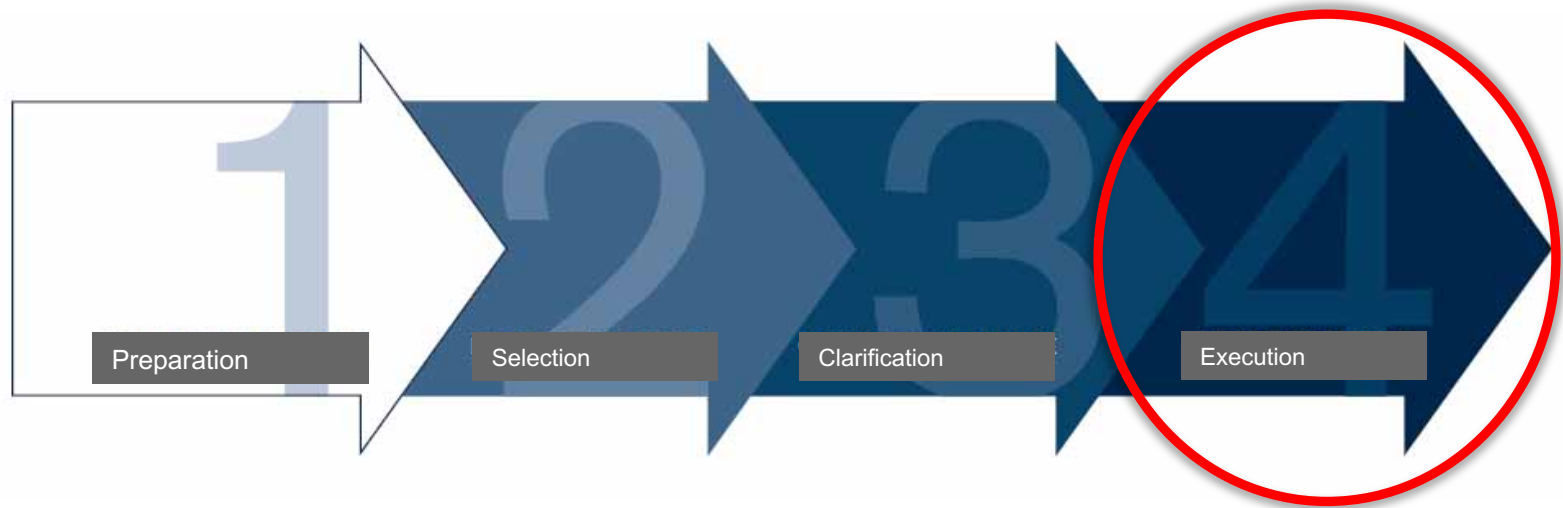 1
2
3
4
Preparation
Selection
Clarification
Execution